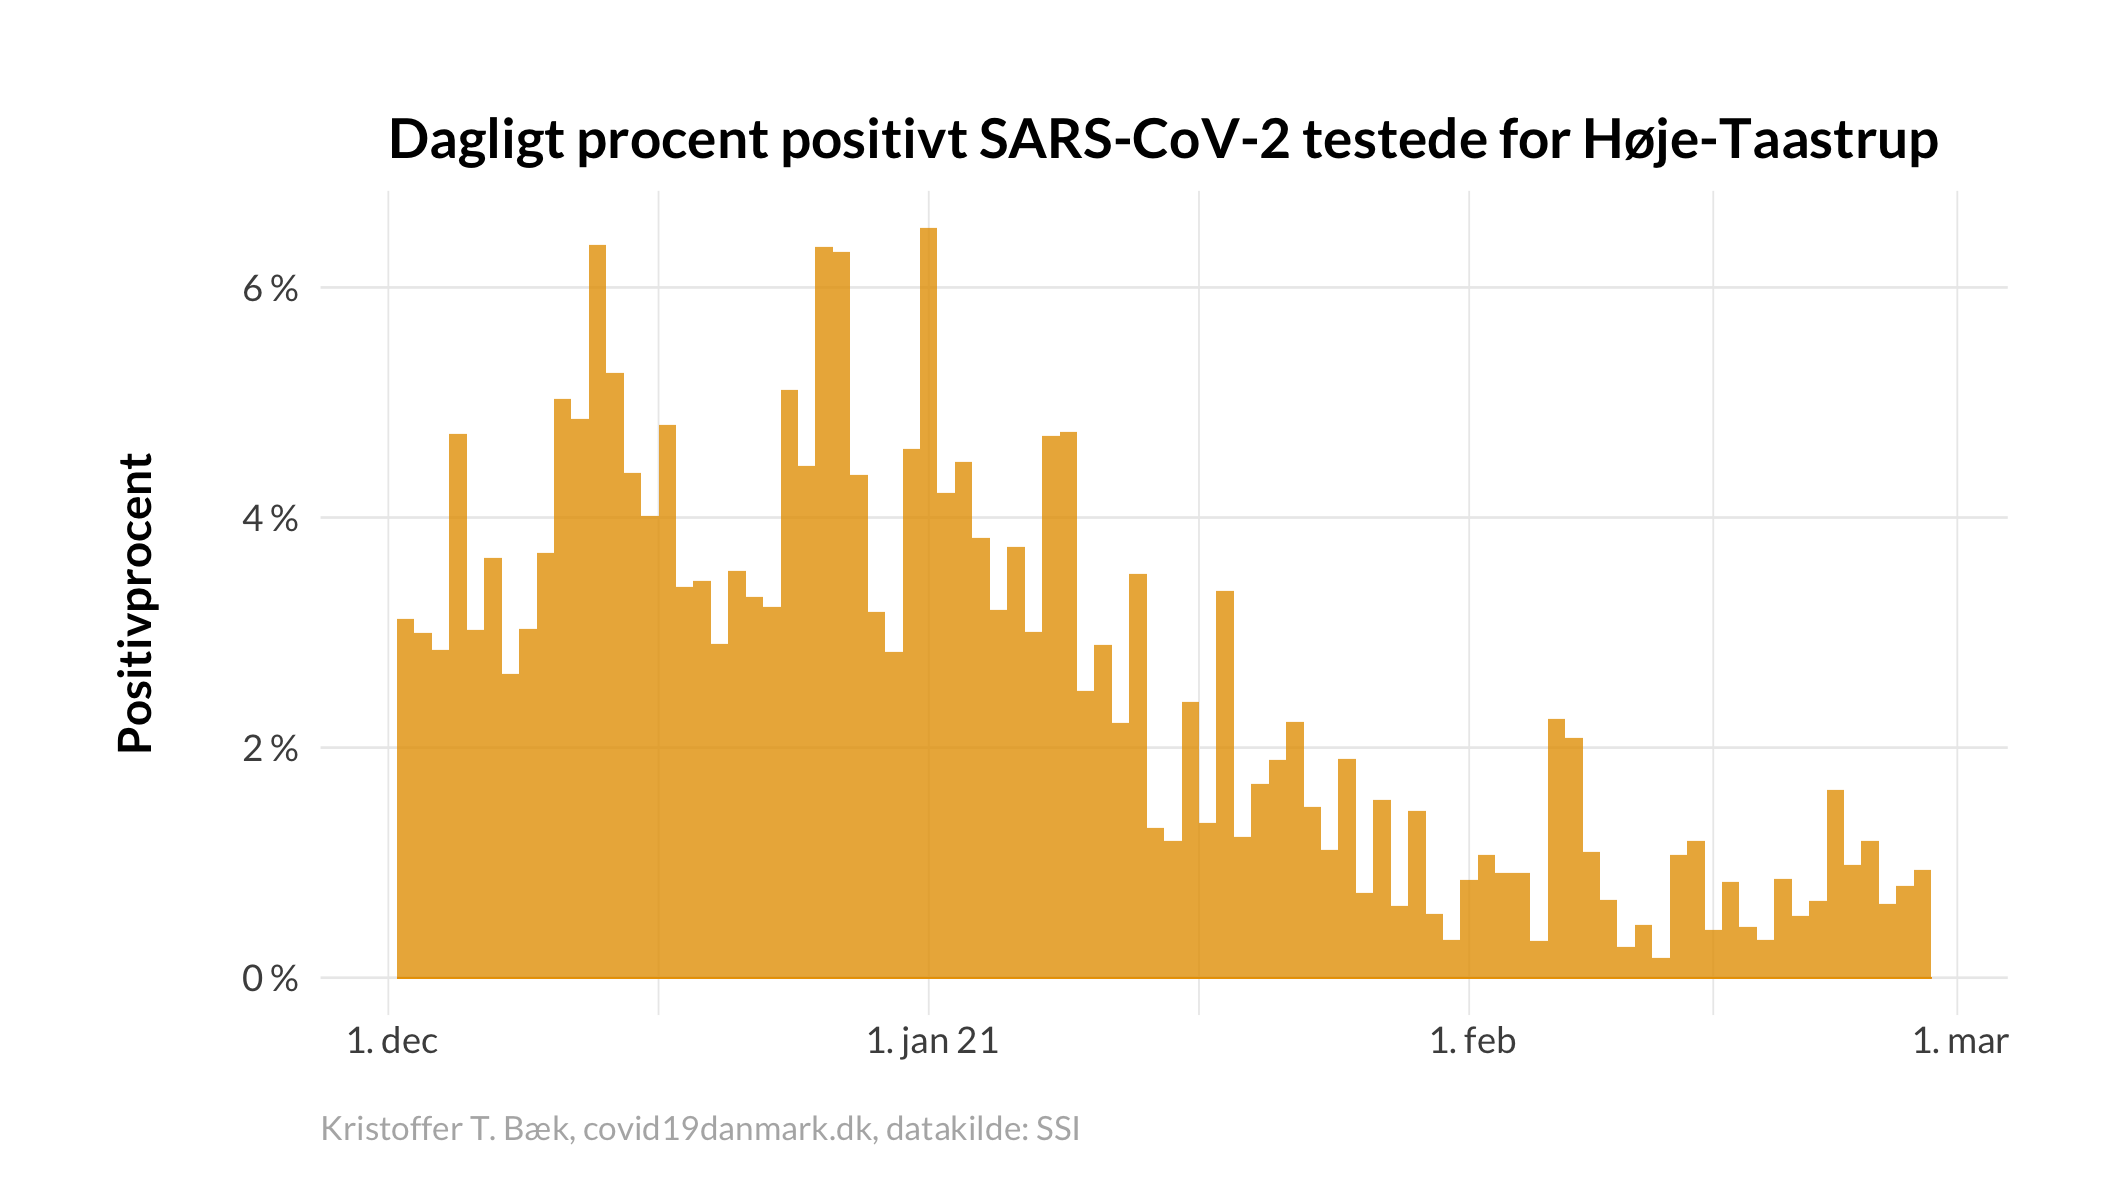 Dagligt procent positivt SARS-CoV-2 testede for Høje-Taastrup
Positivprocent
6 %
4 %
2 %
0 %
1. dec
1. jan 21
1. feb
1. mar
Kristoffer T. Bæk, covid19danmark.dk, datakilde: SSI